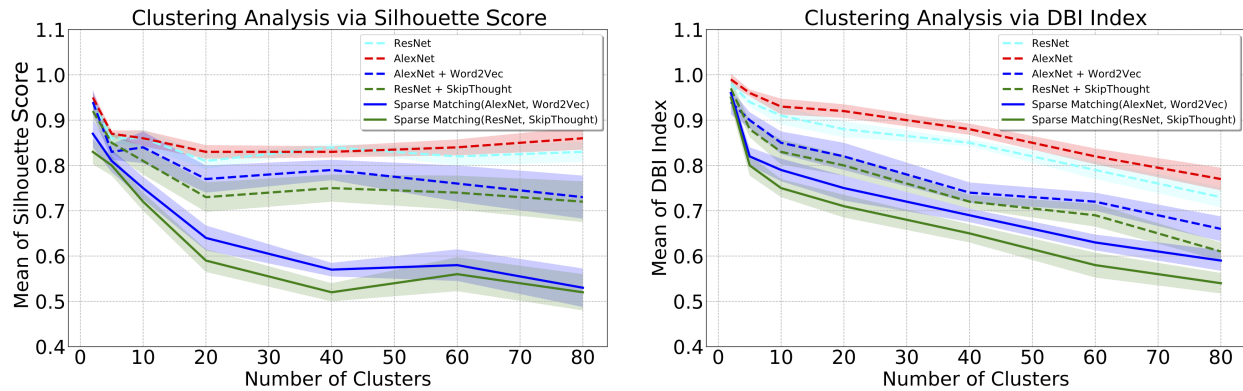 Clustering Analysis via Silhouette Score
Mean of Silhouette Score
1.1
1.0
0.9
0.8
0.7
0.6
0.5
0.4
ResNet
AlexNet
AlexNet + Word2Vec
ResNet + SkipThought
Sparse Matching(AlexNet, Word2Vec)
Sparse Matching(ResNet, SkipThought)
0 10 20 30 40 50 60 70 80
Number of Clusters
Clustering Analysis via DBI Index
Mean of DBI Index
1.1
1.0
0.9
0.8
0.7
0.6
0.5
0.4
ResNet
AlexNet
AlexNet + Word2Vec
ResNet + SkipThought
Sparse Matching(AlexNet, Word2Vec)
Sparse Matching(ResNet, SkipThought)
0 10 20 30 40 50 60 70 80
Number of Clusters